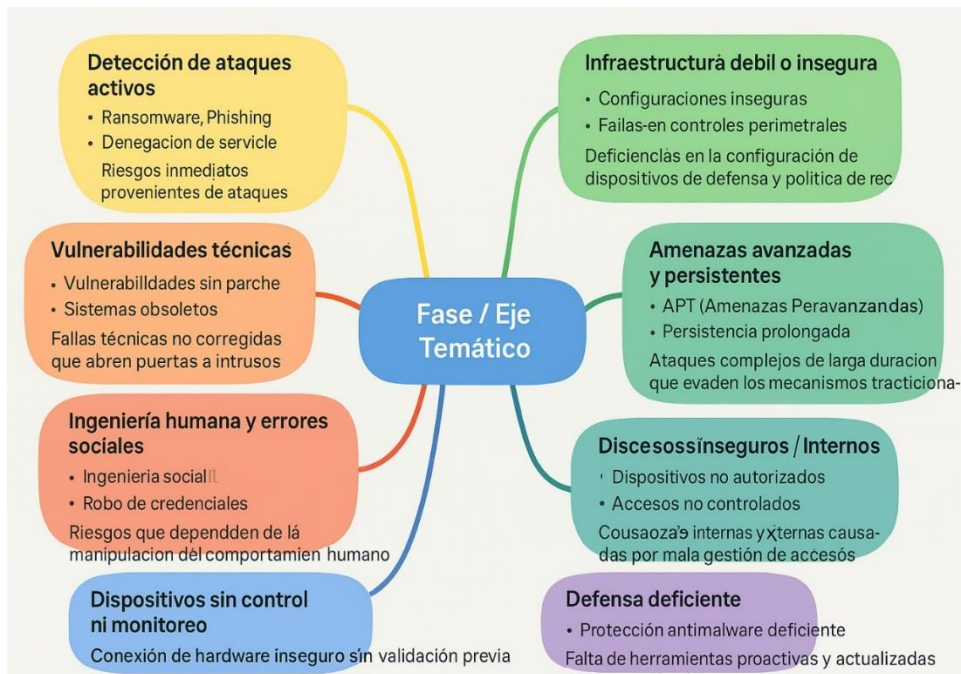 Detección de ataques
activos
• Ransomware, Phishing
• Denegacion de servicle
Riesgos inmediatos
provenientes de ataques
Vulnerabilidades técnicas
• Vulnerabilldades sin parche
• Sistemas obsoletos
Fallas técnicas no corregidas
que abren puertas a intrusos
Ingeniería humana y errores
sociales
• Ingenieria social
• Robo de credenciales
Riesgos que dependden de lá
manipulacion del comportamien humano
Dispositivos sin control
ni monitoreo
Conexión de hardware inseguro sin validación previa
Fase / Eje
Temático
Infraestructurà debil o insegura
• Configuraciones inseguras
• Failas-en controles perimetrales
Deficienclàs en la configuración de
dispositivos de defensa y politica de rec
Amenazas avanzadas
y persistentes
• APT (Amenazas Peravanzandas)
• Persistencia prolongada
Ataques complejos de larga duracion
que evaden los mecanismos tracticiona-
Discesossinseguros / Internos
• Dispositivos no autorizados
• Accesos no controlados
internas causa-
das por mala gestión de accesós
Defensa deficiente
• Protección antimalware deficiente
Falta de herramientas proactivas y actualizadas